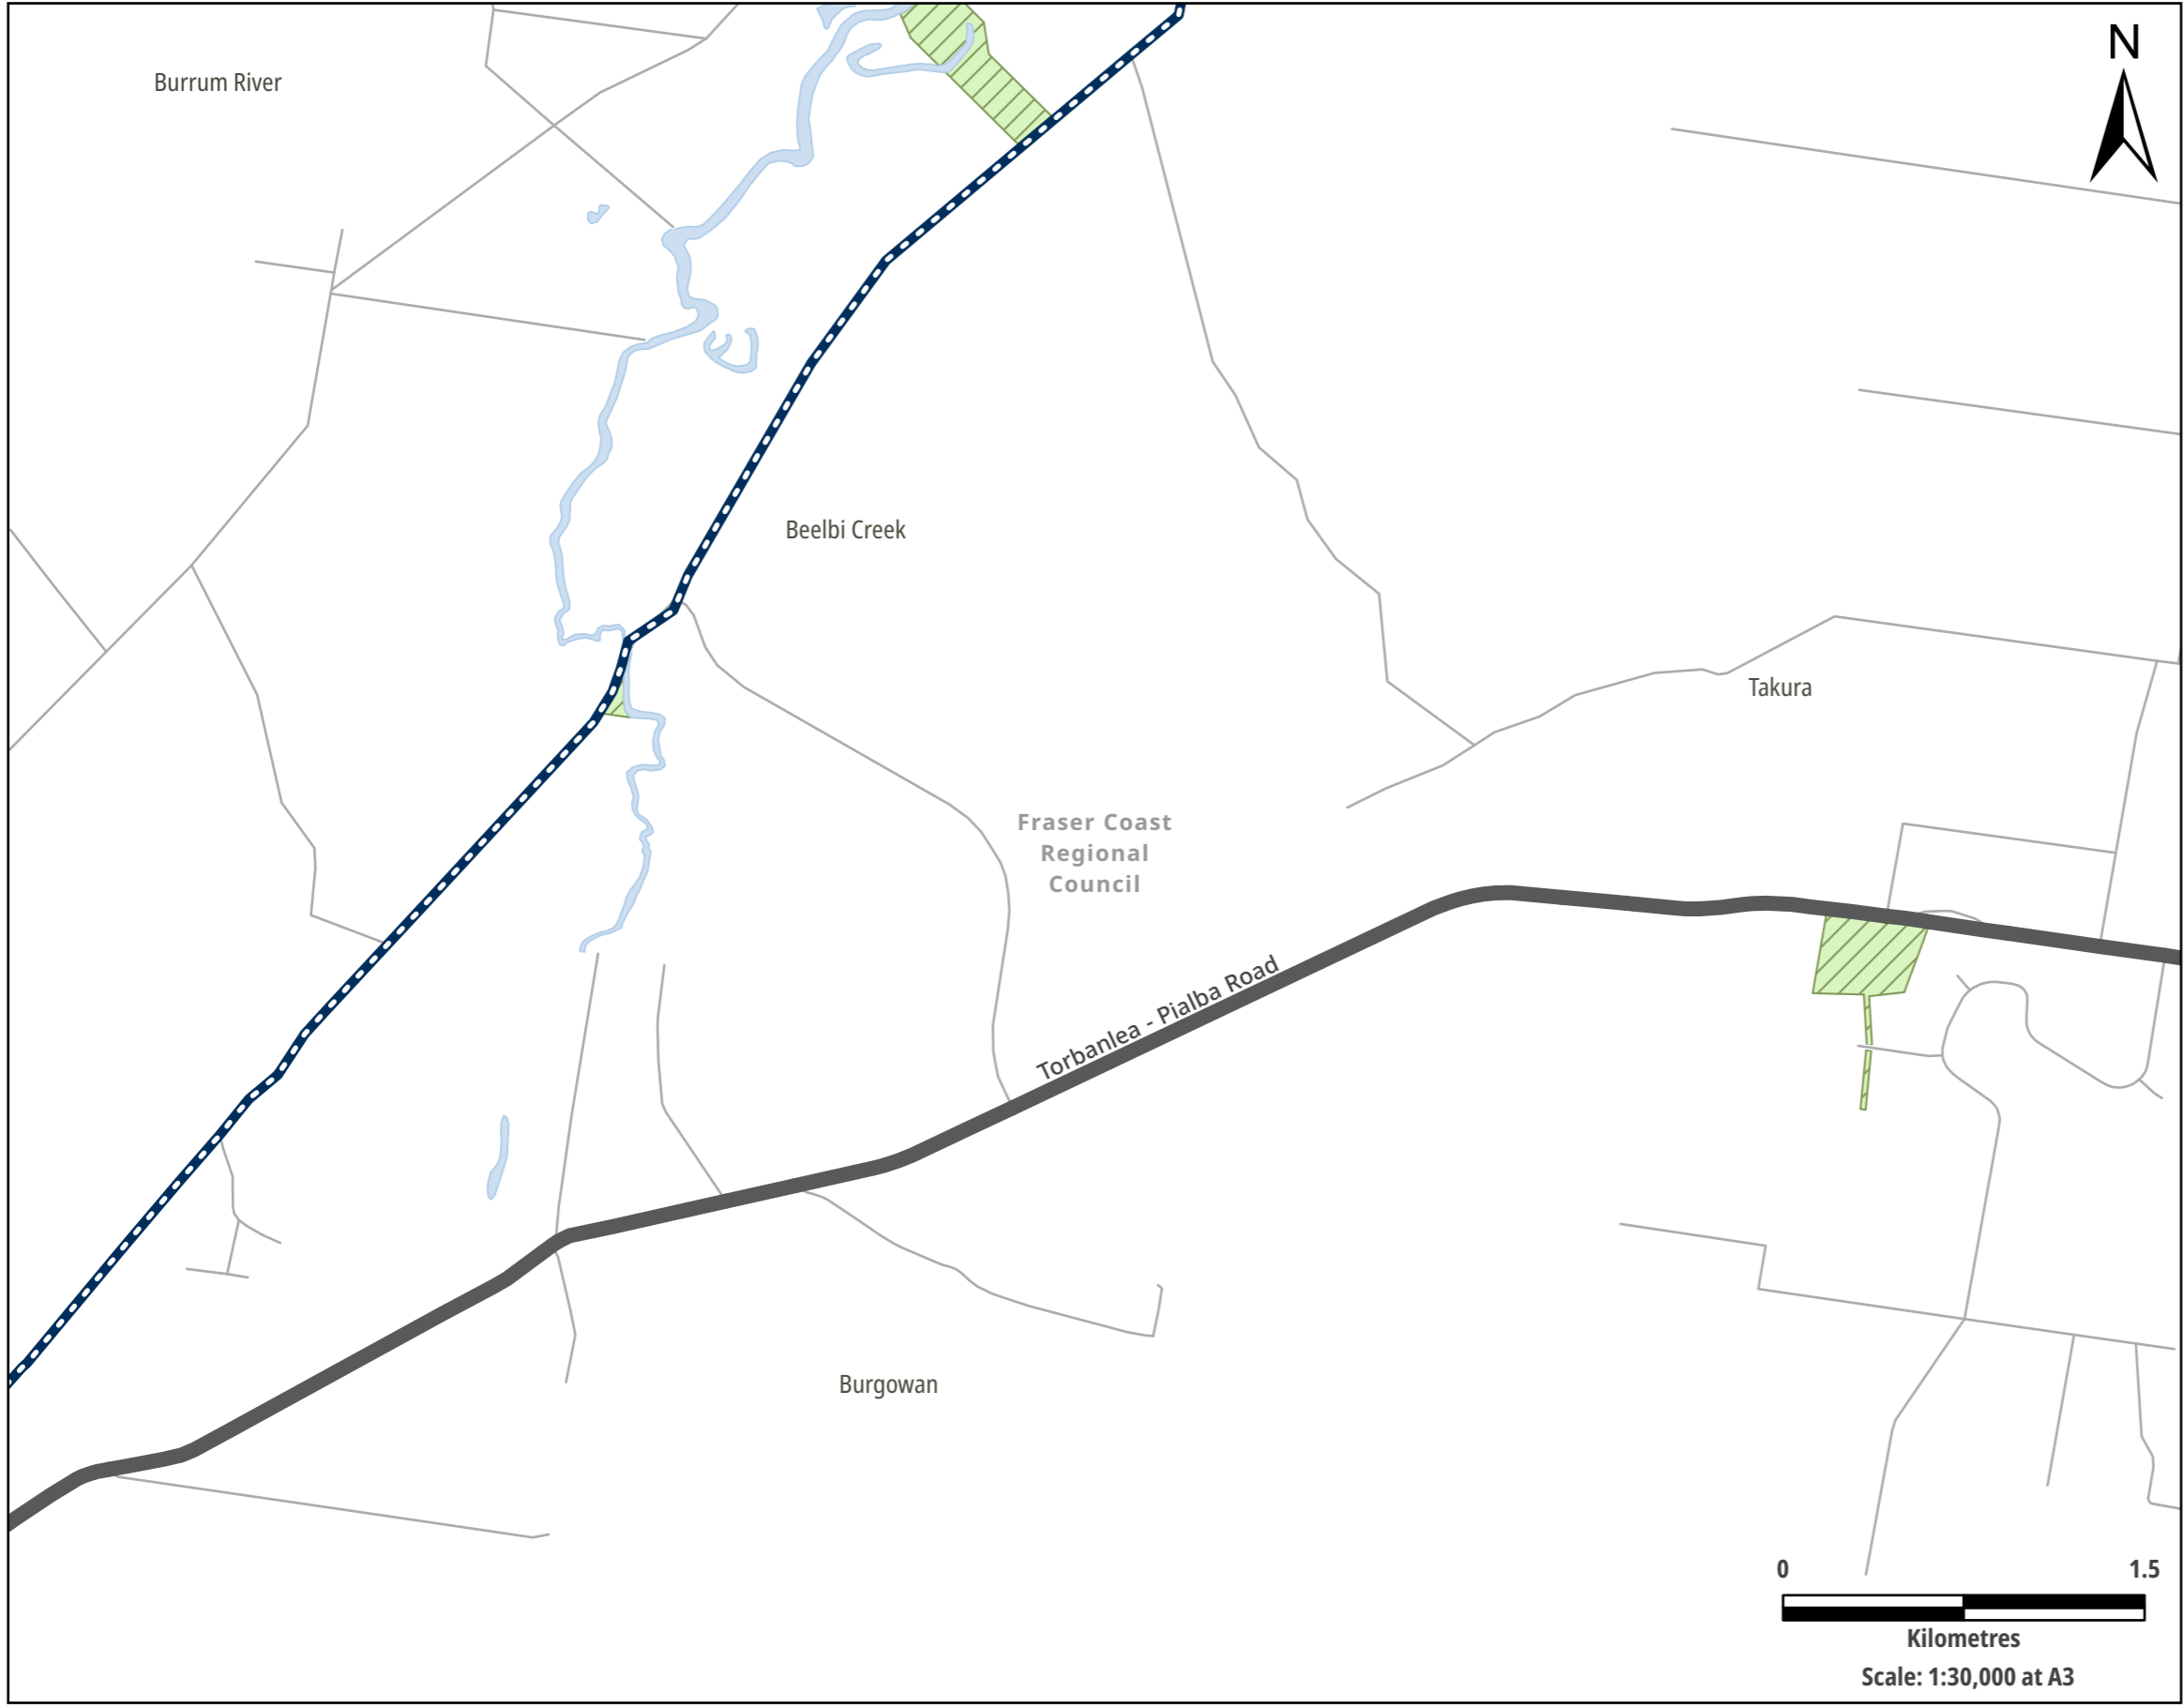 N
Burrum River
Beelbi Creek
Takura
Fraser Coast
Regional
Council
Torbanlea - Pialba Road
Burgowan
0 1.5
Kilometres
Scale: 1:30,000 at A3